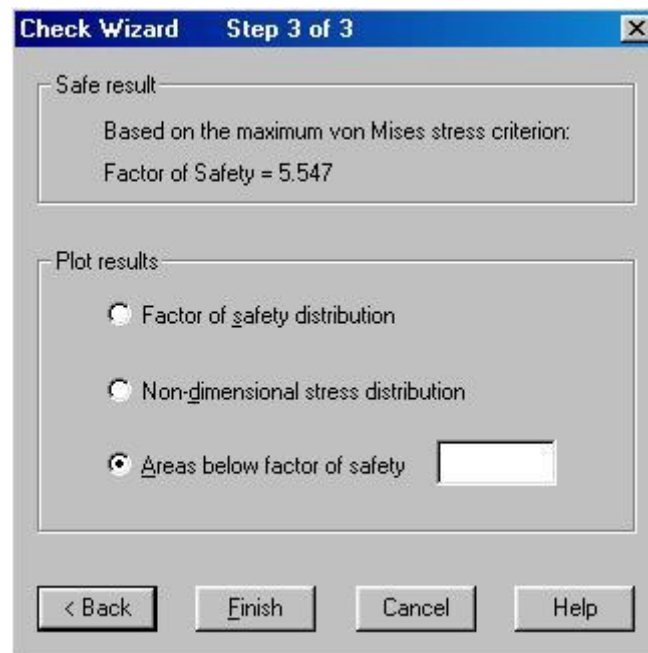 Check Wizard Step 3 of 3
Safe result
Based on the maximum von Mises stress criterion:
Factor of Safety = 5.547
Plot results
Factor of safety distribution
Non-dimensional stress distribution
Areas below factor of safety
< Back Finish Cancel Help